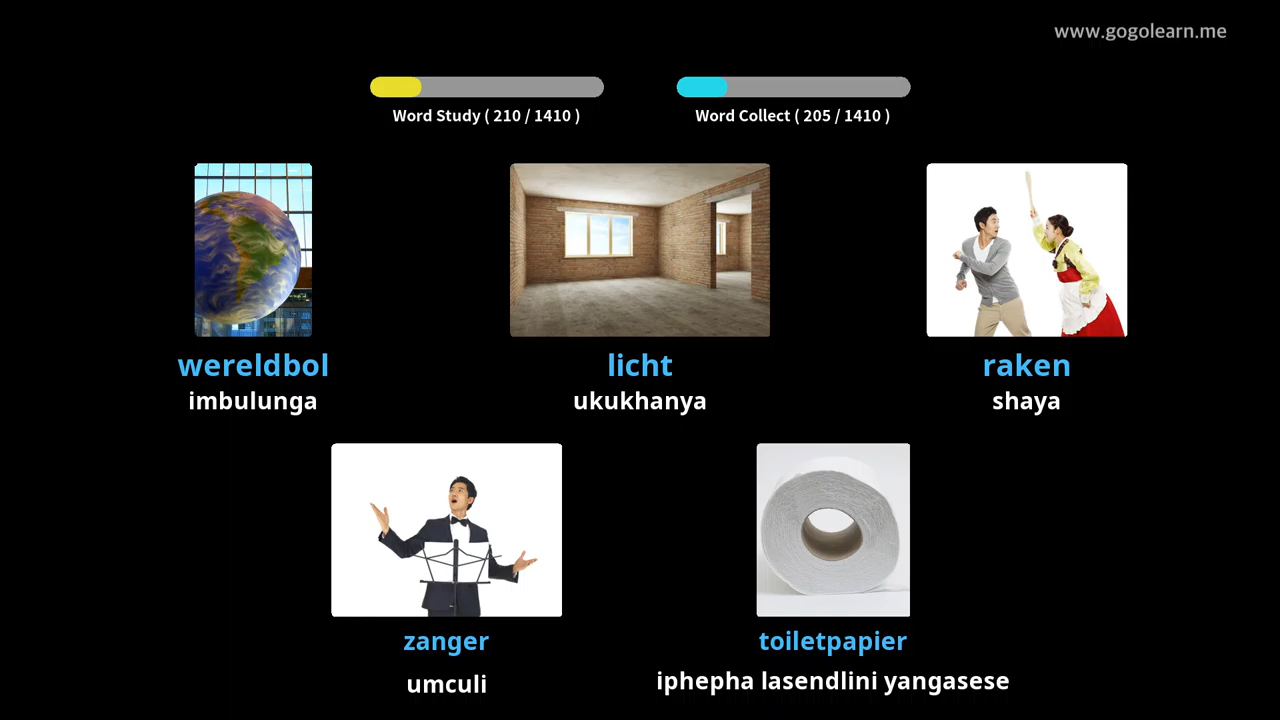 www.gogolearn.me
Word Study ( 210 / 1410 )
Word Collect ( 205 / 1410 )
wereldbol
imbulunga
licht
ukukhanya
raken
shaya
zanger
umculi
toiletpapier
iphepha lasendlini yangasese